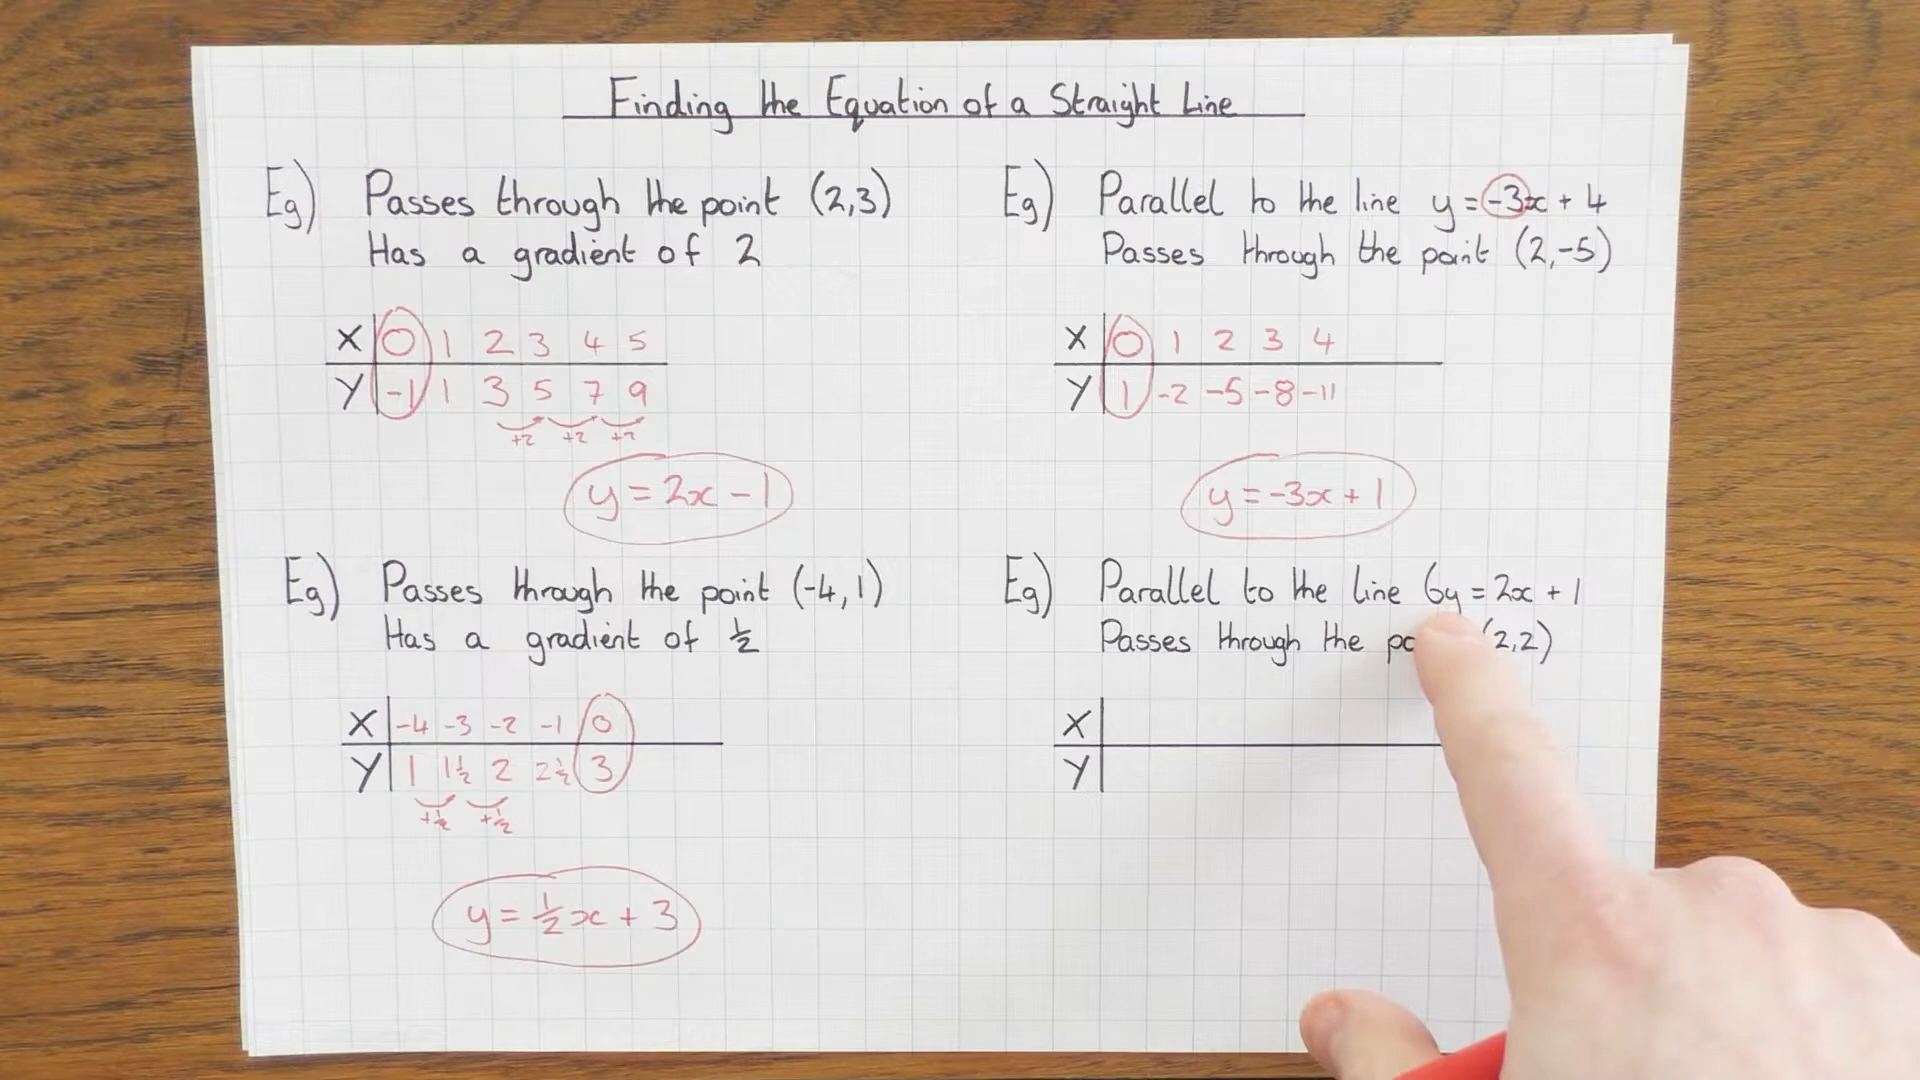 Finding the Equation of a Straight Line
Eg) Passes through the point (2,3)
Has a gradient of 2
X 0 1 2 3 4 5
Y -1 1 3 5 7 9
+2 +2 +2
y = 2x - 1
Eg) Parallel to the line y = -3x + 4
Passes through the point (2,-5)
X 0 1 2 3 4
Y 1 -2 -5 -8 -11
y = -3x + 1
Eg) Passes through the point (-4,1)
Has a gradient of ½
X -4 -3 -2 -1 0
Y 1 1½ 2 2½ 3
+½ +½
y = ½x + 3
Eg) Parallel to the line 6y = 2x + 1
Passes through the (2,2)
X
Y